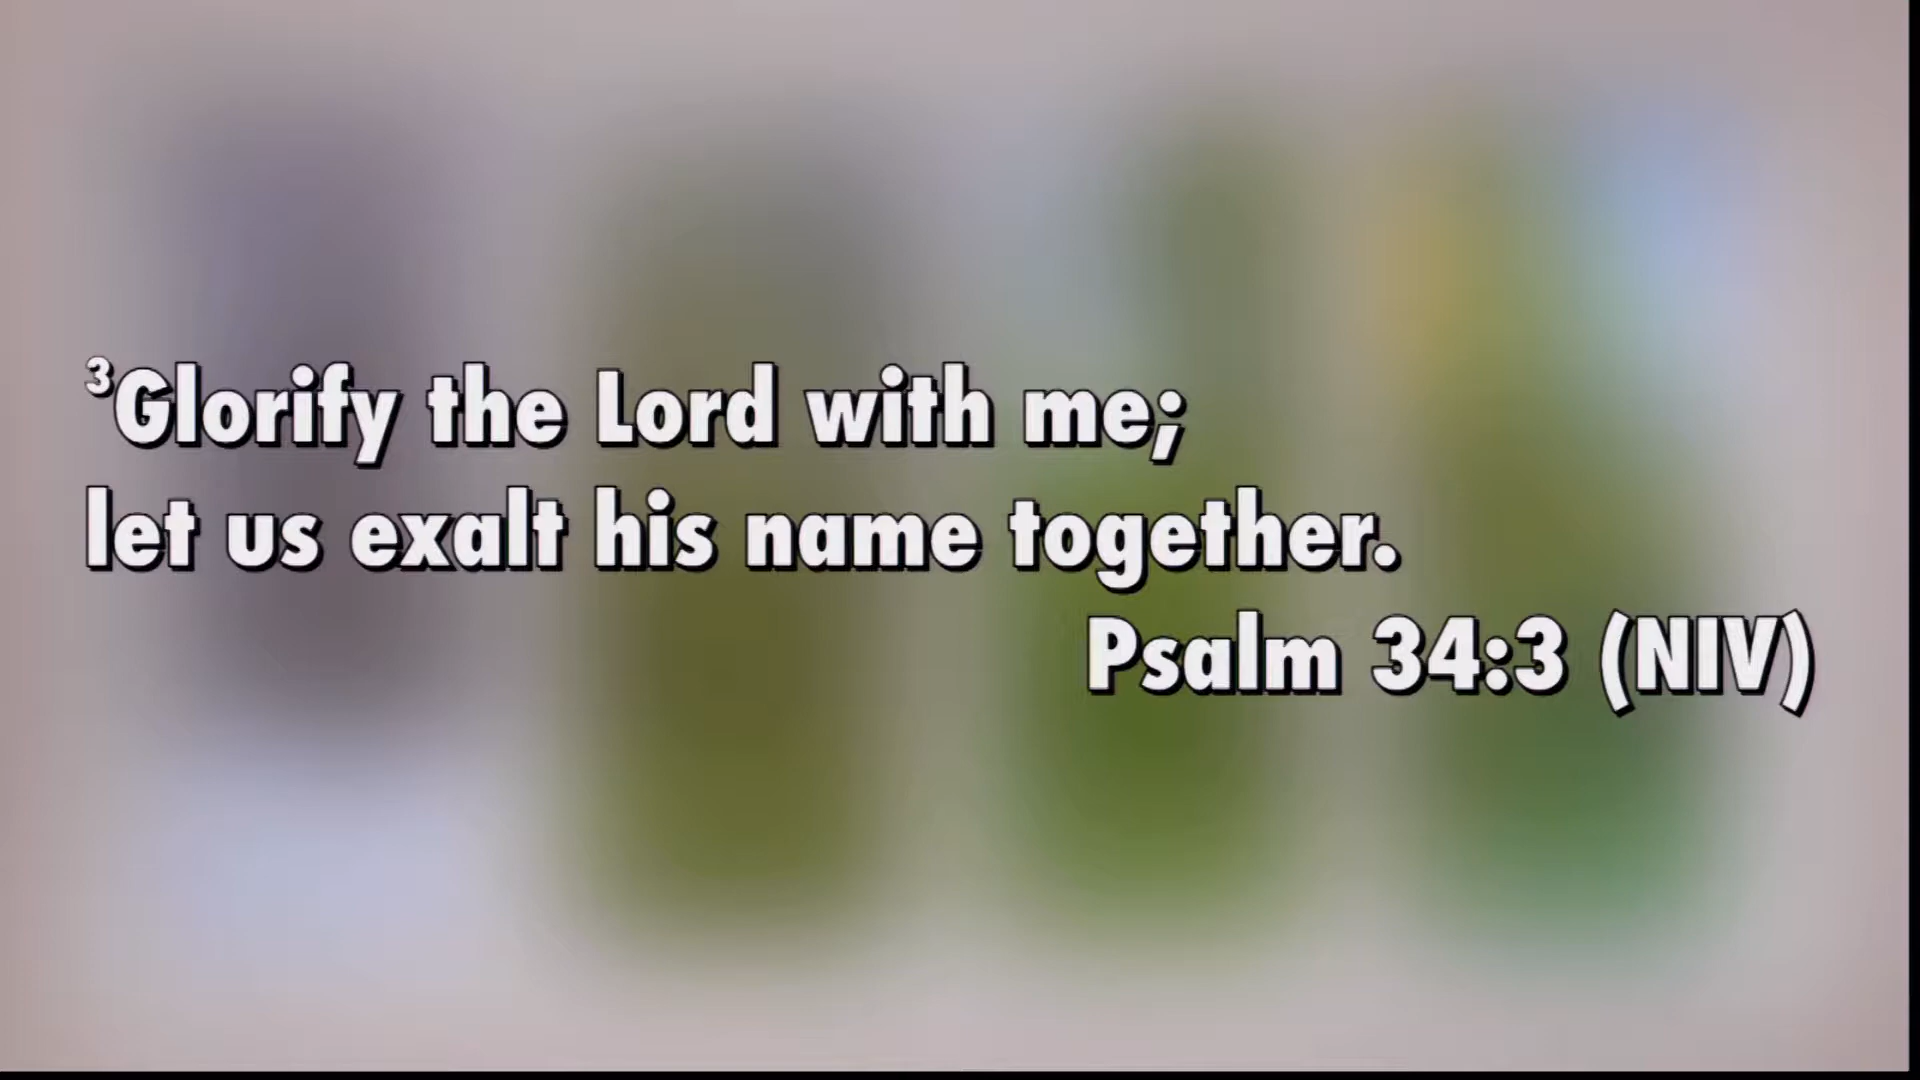 ³Glorify the Lord with me;
let us exalt his name together.
Psalm 34:3 (NIV)